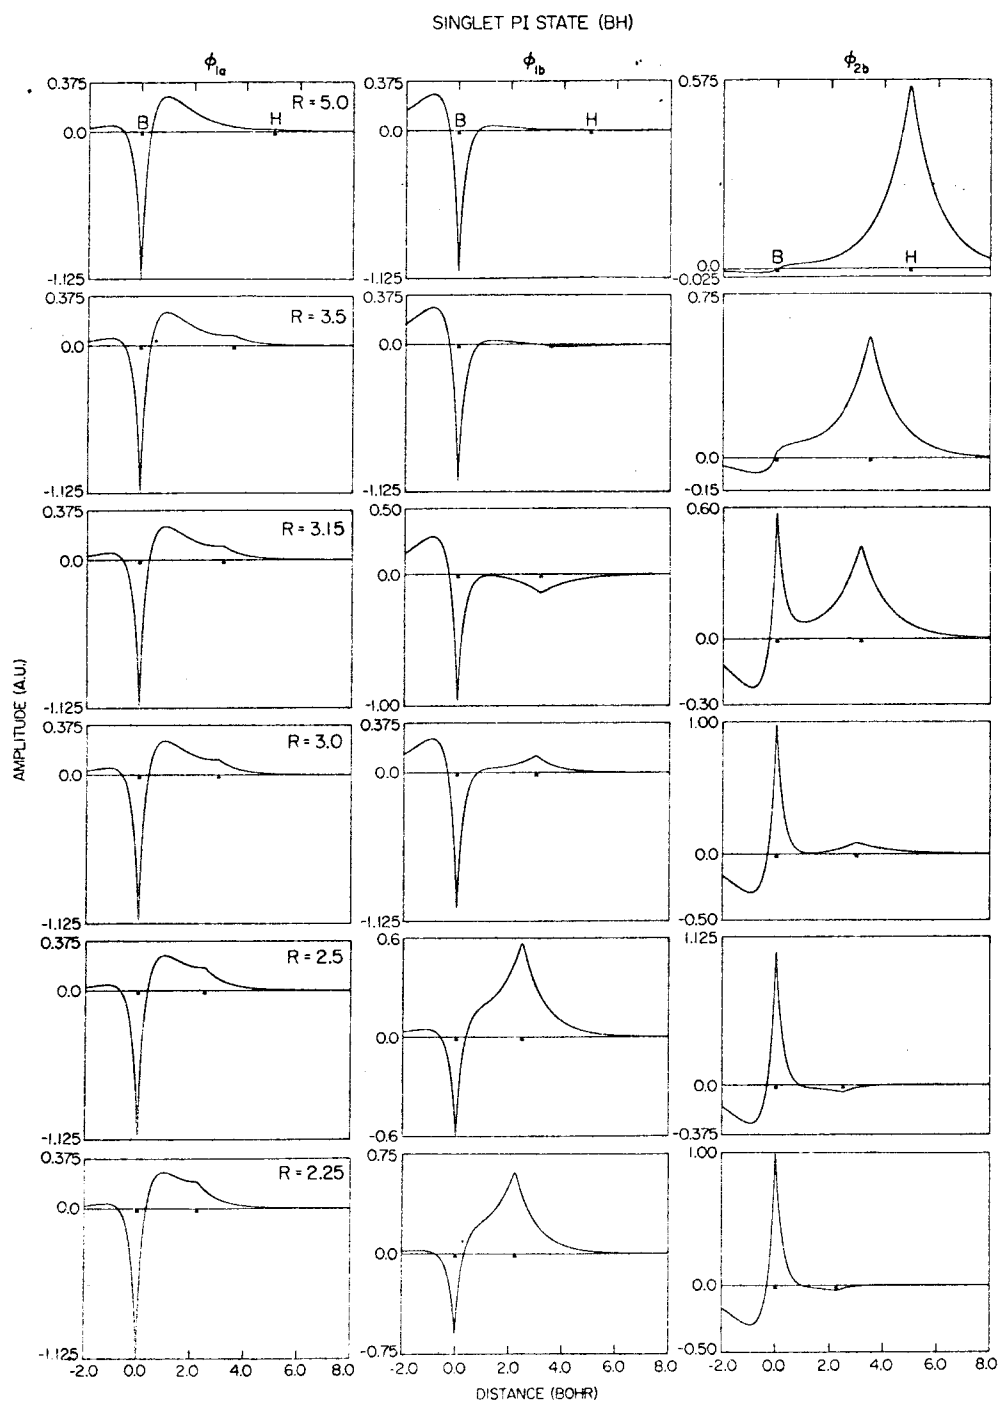 SINGLET PI STATE (BH)
ϕ1a ϕ1b ϕ2b
0.375 0.375 0.575
R = 5.0
B H B H
0.0 0.0
B H
0.0
-1.125 -1.125 -0.025
0.375 0.375 0.75
R = 3.5
0.0 0.0
0.0
-1.125 -1.125 -0.15
0.375 0.50 0.60
R = 3.15
0.0 0.0
0.0
-1.125 -1.00 -0.30
0.375 0.375 1.00
R = 3.0
0.0 0.0
0.0
-1.125 -1.125 -0.50
0.375 0.6 1.125
R = 2.5
0.0 0.0
0.0
-1.125 -0.6 -0.375
0.375 0.75 1.00
R = 2.25
0.0 0.0
0.0
-1.125 -0.75 -0.50
-2.0 0.0 2.0 4.0 6.0 8.0 -2.0 0.0 2.0 4.0 6.0 8.0 -2.0 0.0 2.0 4.0 6.0 8.0
DISTANCE (BOHR)
AMPLITUDE (A.U.)